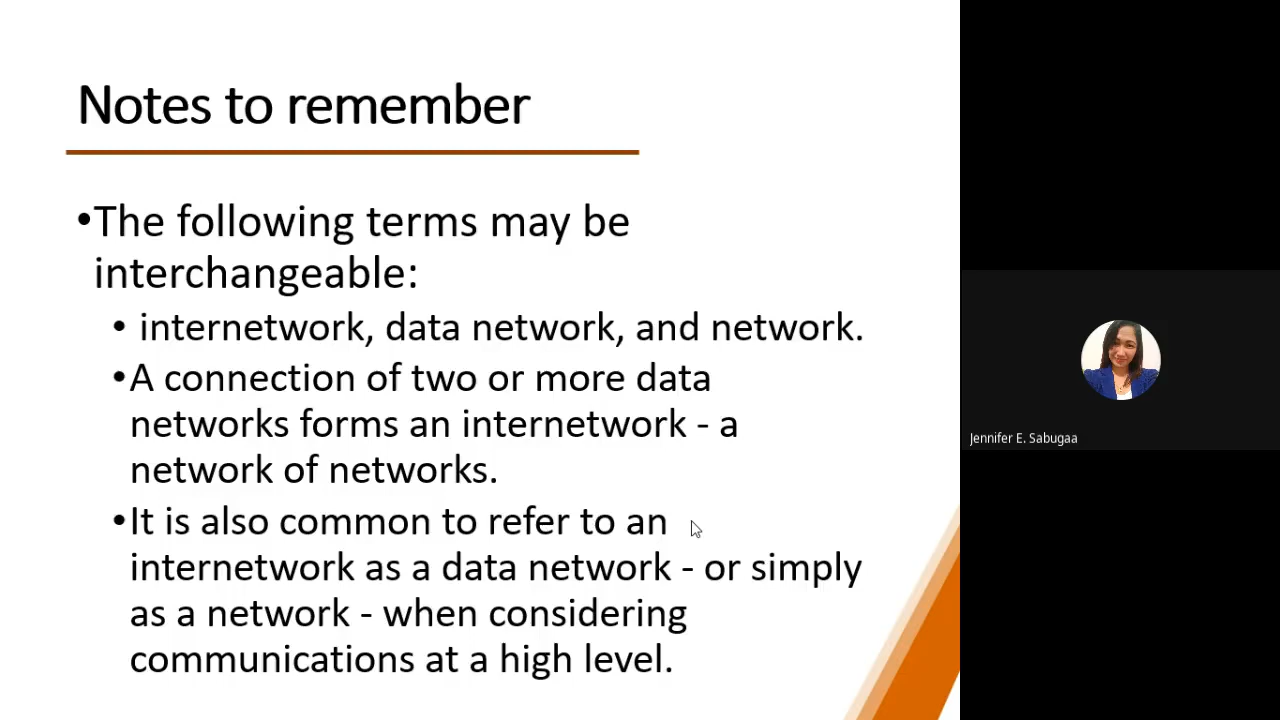 Notes to remember
•The following terms may be
interchangeable:
• internetwork, data network, and network.
•A connection of two or more data
networks forms an internetwork - a
network of networks.
•It is also common to refer to an
internetwork as a data network - or simply
as a network - when considering
communications at a high level.
Jennifer E. Sabugaa